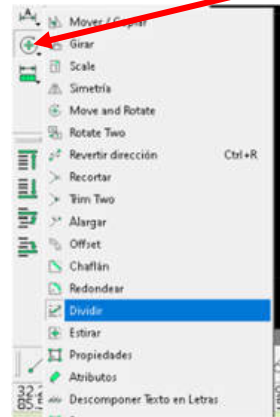 Mover / Copiar
Girar
Scale
Simetría
Move and Rotate
Rotate Two
Revertir dirección Ctrl+R
Recortar
Trim Two
Alargar
Offset
Chaflán
Redondear
Dividir
Estirar
Propiedades
Atributos
Descomponer Texto en Letras